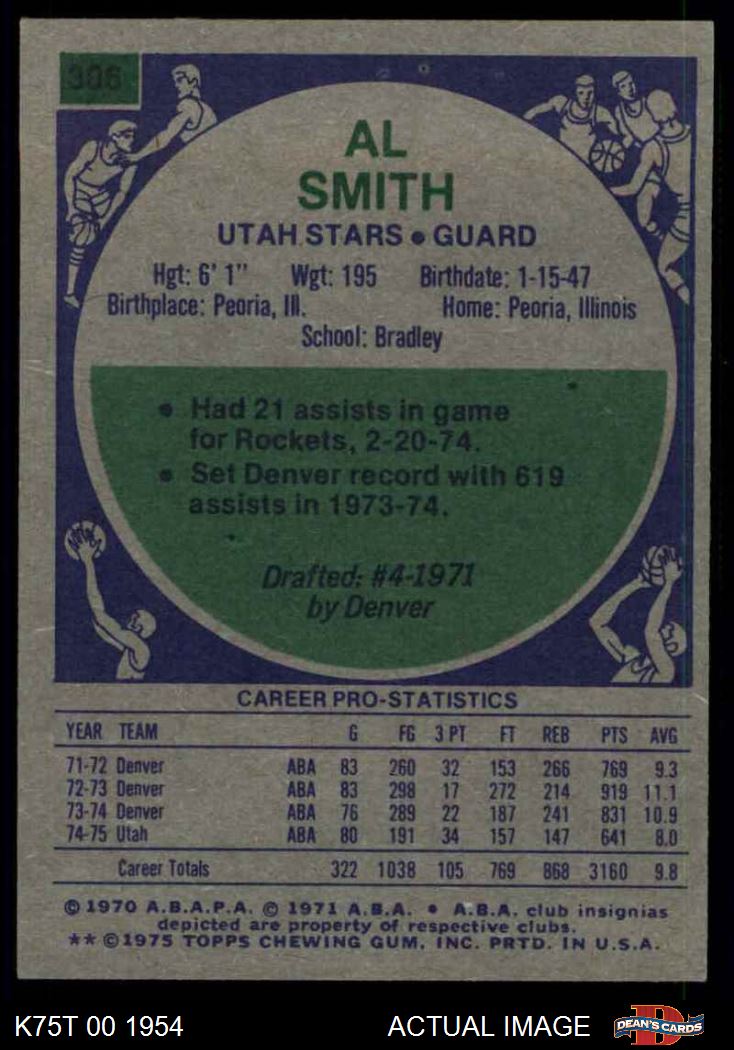 306
AL
SMITH
UTAH STARS • GUARD
Hgt: 6' 1" Wgt: 195 Birthdate: 1-15-47
Birthplace: Peoria, Ill. Home: Peoria, Illinois
School: Bradley
• Had 21 assists in game
for Rockets, 2-20-74.
• Set Denver record with 619
assists in 1973-74.
Drafted: #4-1971
by Denver
CAREER PRO-STATISTICS
YEAR TEAM G FG 3 PT FT REB PTS AVG
71-72 Denver ABA 83 260 32 153 266 769 9.3
72-73 Denver ABA 83 298 17 272 214 919 11.1
73-74 Denver ABA 76 289 22 187 241 831 10.9
74-75 Utah ABA 80 191 34 157 147 641 8.0
Career Totals 322 1038 105 769 868 3160 9.8
© 1970 A.B.A.P.A. © 1971 A.B.A. • A.B.A. club insignias
depicted are property of respective clubs.
** © 1975 TOPPS CHEWING GUM, INC. PRTD. IN U.S.A.
K75T 00 1954 ACTUAL IMAGE DEAN'S CARDS